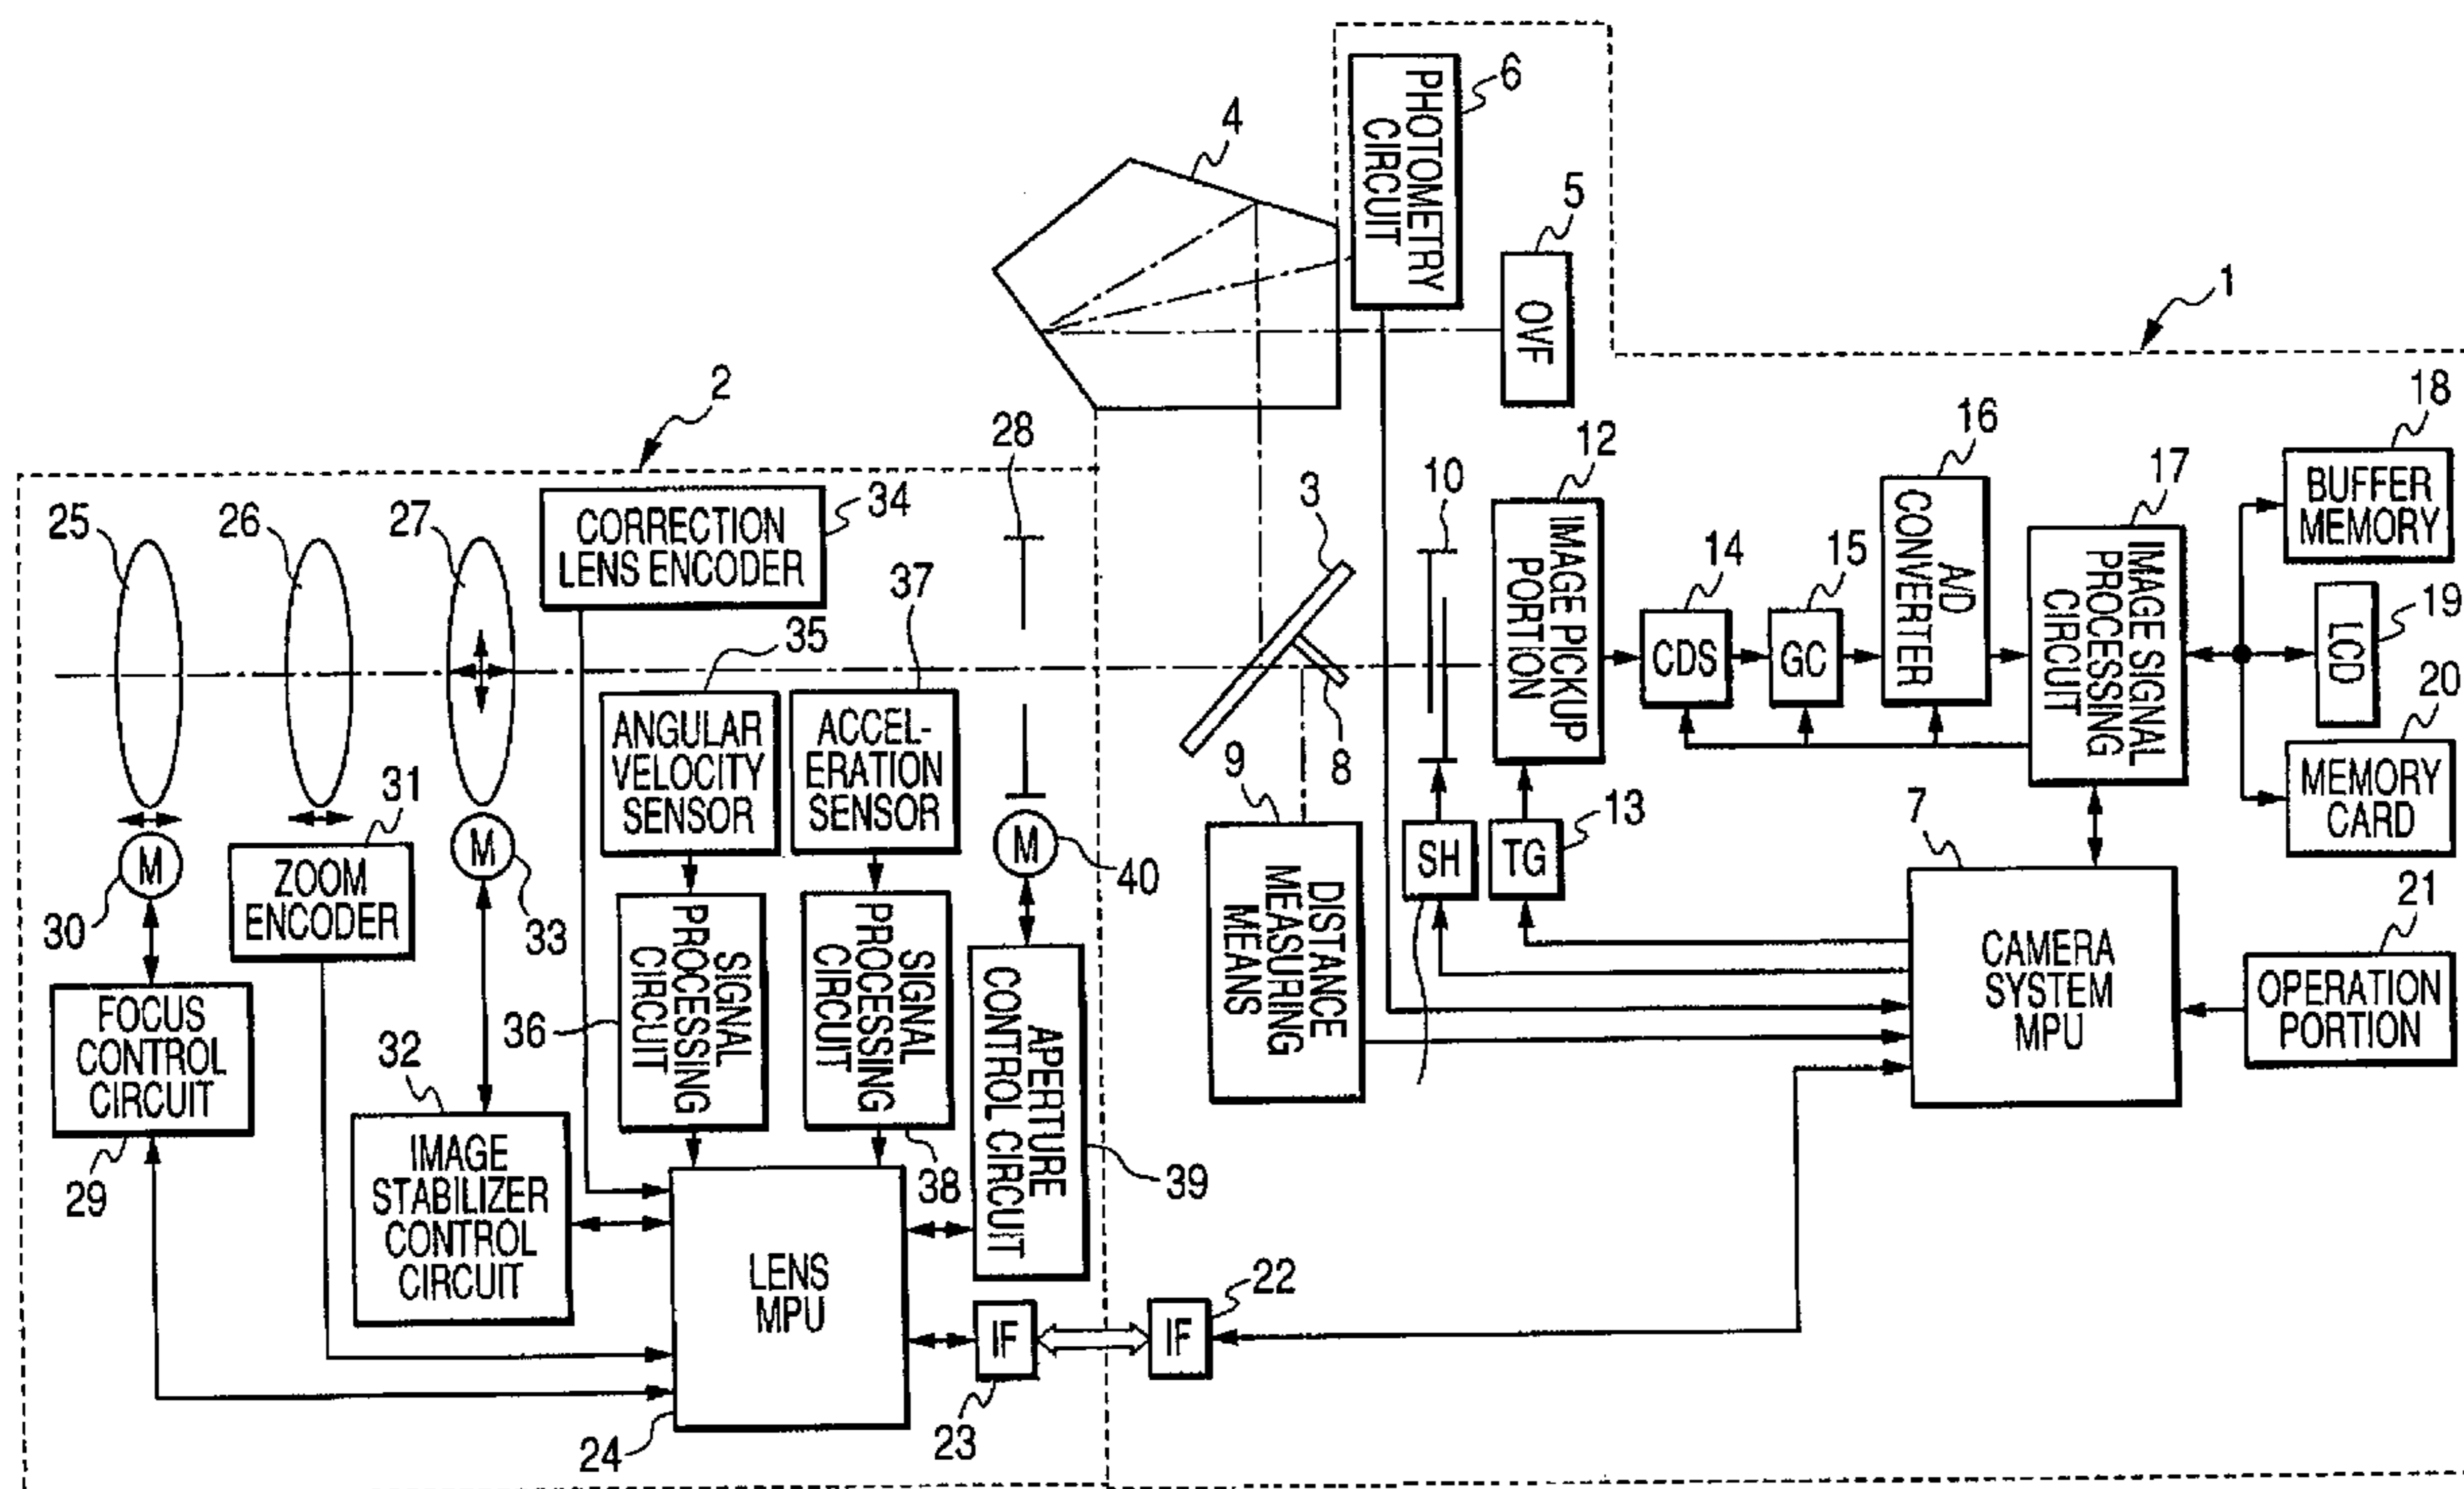 PHOTOMETRY
CIRCUIT
6
4
5
OVF
1
2
28
18
BUFFER
MEMORY
16
A/D
CONVERTER
12
IMAGE PICKUP
PORTION
10
17
IMAGE SIGNAL
PROCESSING
CIRCUIT
3
14
CDS
15
GC
19
LCD
20
MEMORY
CARD
25
26
27
CORRECTION
LENS ENCODER
34
37
35
ANGULAR
VELOCITY
SENSOR
ACCEL-
ERATION
SENSOR
8
9
DISTANCE
MEASURING
MEANS
SH
TG
13
7
CAMERA
SYSTEM
MPU
21
OPERATION
PORTION
31
M
30
ZOOM
ENCODER
M
33
M
40
FOCUS
CONTROL
CIRCUIT
29
36
SIGNAL
PROCESSING
CIRCUIT
SIGNAL
PROCESSING
CIRCUIT
38
APERTURE
CONTROL CIRCUIT
39
32
IMAGE
STABILIZER
CONTROL
CIRCUIT
LENS
MPU
24
IF
23
IF
22